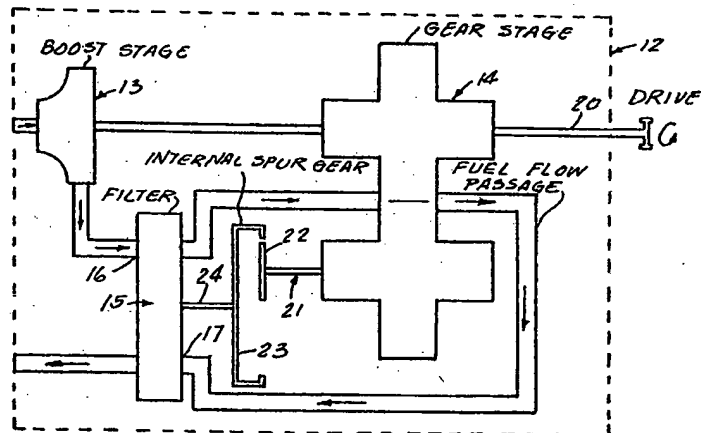 GEAR STAGE
12
BOOST STAGE
13
14
20
DRIVE
INTERNAL SPUR GEAR
FUEL FLOW
PASSAGE
FILTER
22
16
24
15
21
17
23